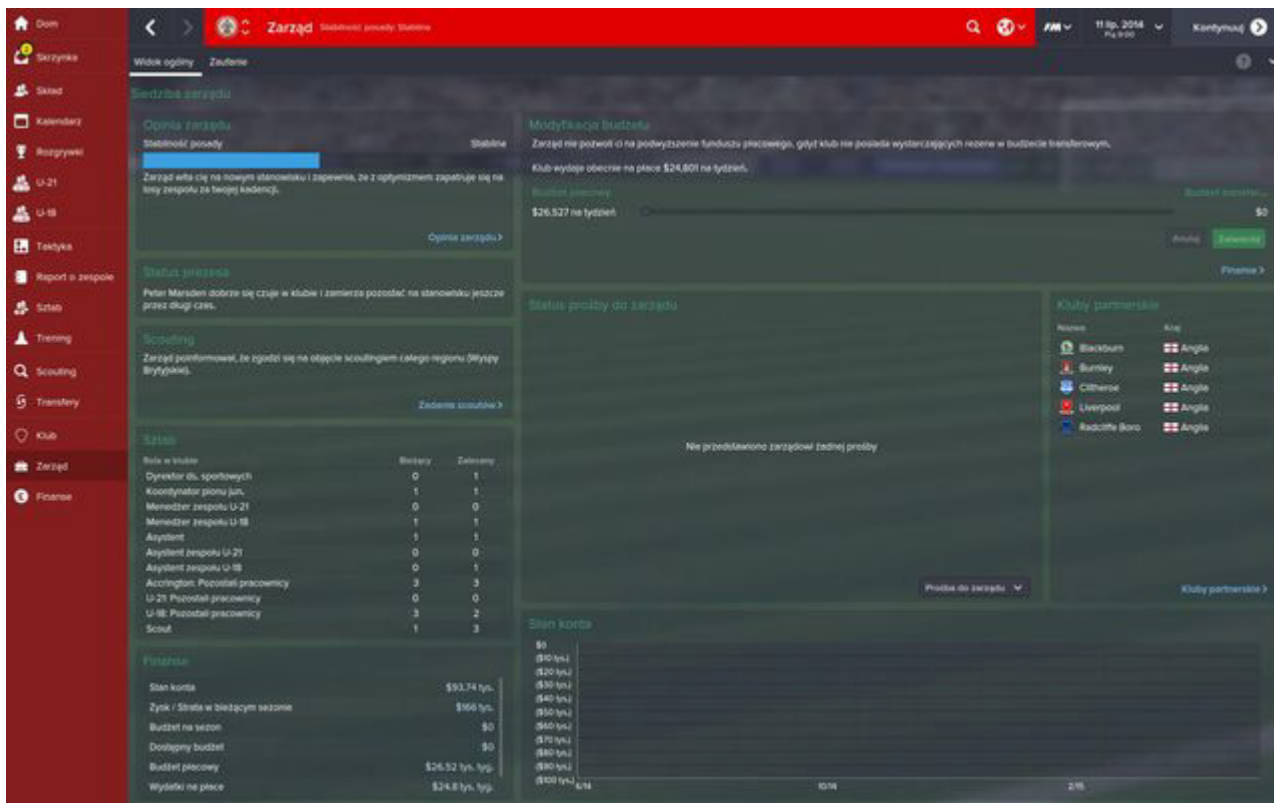 Dom
Skrzynka
Skład
Kalendarz
Rozgrywki
U-21
U-18
Taktyka
Raport o zespole
Sztab
Trening
Scouting
Transfery
Klub
Zarząd
Finanse
Zarząd Stabilność posady: Stabilna
FM
11 lip. 2014
Pią 9:00
Kontynuuj
Widok ogólny Zaufanie
Siedziba zarządu
Opinia zarządu
Stabilność posady Stabilna
Zarząd wita cię na nowym stanowisku i zapewnia, że z optymizmem zapatruje się na
losy zespołu za twojej kadencji.
Opinia zarządu >
Status prezesa
Peter Marsden dobrze się czuje w klubie i zamierza pozostać na stanowisku jeszcze
przez długi czas.
Scouting
Zarząd poinformował, że zgodzi się na objęcie scoutingiem całego regionu (Wyspy
Brytyjskie).
Zadania scoutów >
Sztab
Rola w klubie Bieżący Zalecany
Dyrektor ds. sportowych 0 1
Koordynator pionu jun. 1 1
Menedżer zespołu U-21 0 0
Menedżer zespołu U-18 1 1
Asystent 1 1
Asystent zespołu U-21 0 0
Asystent zespołu U-18 0 1
Accrington: Pozostali pracownicy 3 3
U-21: Pozostali pracownicy 0 0
U-18: Pozostali pracownicy 3 2
Scout 1 3
Finanse
Stan konta $93.74 tys.
Zysk / Strata w bieżącym sezonie $166 tys.
Budżet na sezon $0
Dostępny budżet $0
Budżet płacowy $26.52 tys. tyg.
Wydatki na płace $24.8 tys. tyg.
Modyfikacja budżetu
Zarząd nie pozwoli ci na podwyższenie funduszu płacowego, gdyż klub nie posiada wystarczających rezerw w budżecie transferowym.
Klub wydaje obecnie na płace $24,801 na tydzień.
Budżet płacowy Budżet transfe...
$26.527 na tydzień $0
Anuluj Zatwierdź
Finanse >
Status prośby do zarządu
Nie przedstawiono zarządowi żadnej prośby
Prośba do zarządu
Kluby partnerskie
Nazwa Kraj
Blackburn Anglia
Burnley Anglia
Clitheroe Anglia
Liverpool Anglia
Radcliffe Boro Anglia
Kluby partnerskie >
Stan konta
$0
($10 tys.)
($20 tys.)
($30 tys.)
($40 tys.)
($50 tys.)
($60 tys.)
($70 tys.)
($80 tys.)
($90 tys.)
($100 tys.)
6/14 10/14 2/15